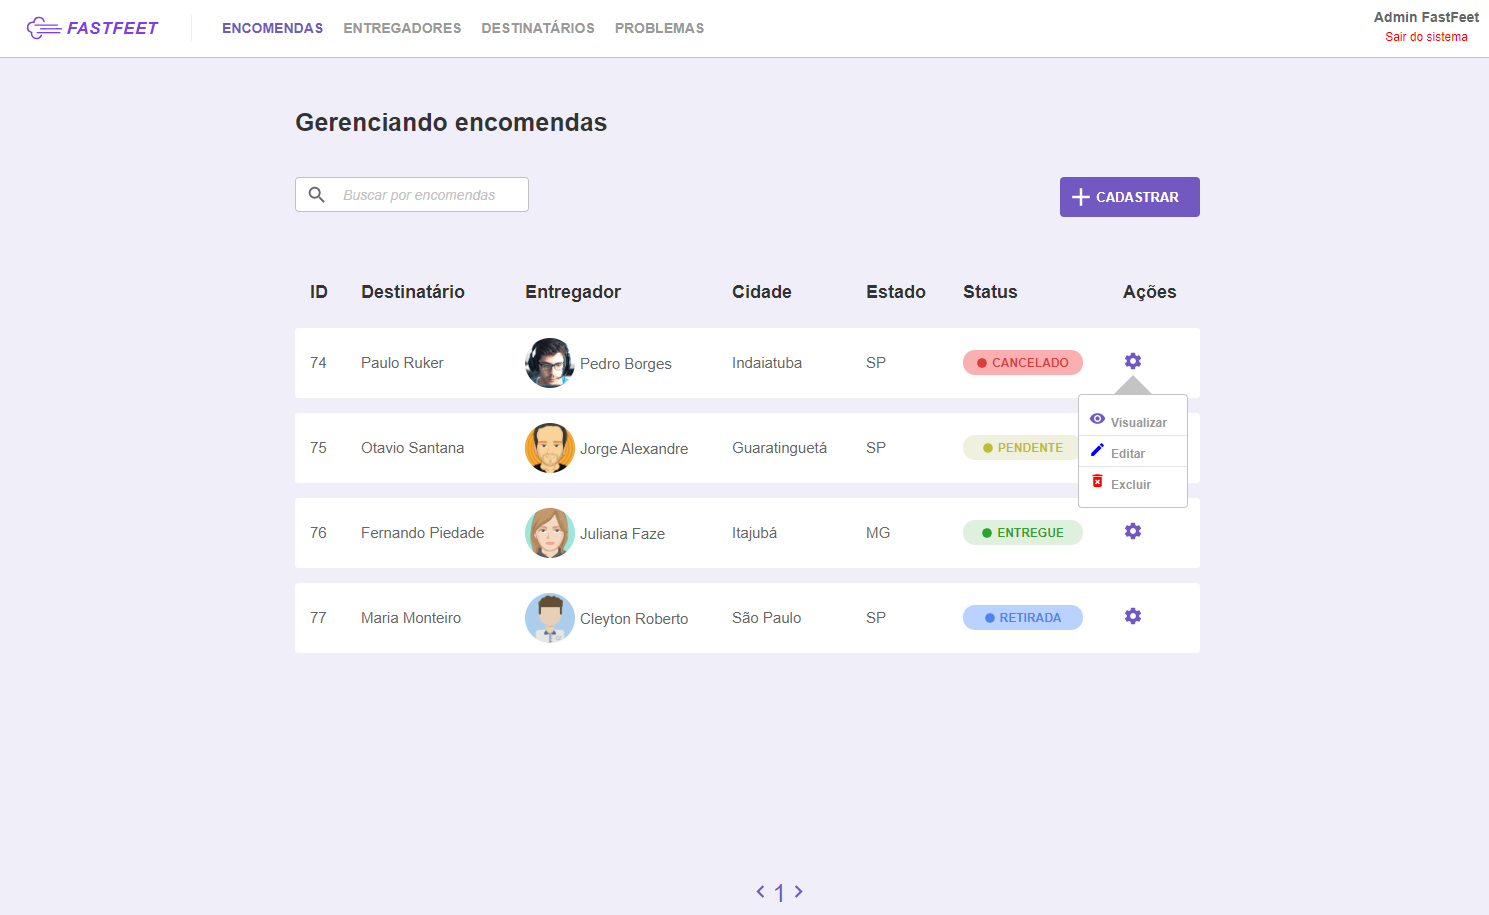 FASTFEET ENCOMENDAS ENTREGADORES DESTINATÁRIOS PROBLEMAS Admin FastFeet
Sair do sistema
Gerenciando encomendas
Buscar por encomendas CADASTRAR
ID Destinatário Entregador Cidade Estado Status Ações
74 Paulo Ruker Pedro Borges Indaiatuba SP CANCELADO
Visualizar
75 Otavio Santana Jorge Alexandre Guaratinguetá SP PENDENTE
Editar
Excluir
76 Fernando Piedade Juliana Faze Itajubá MG ENTREGUE
77 Maria Monteiro Cleyton Roberto São Paulo SP RETIRADA
1